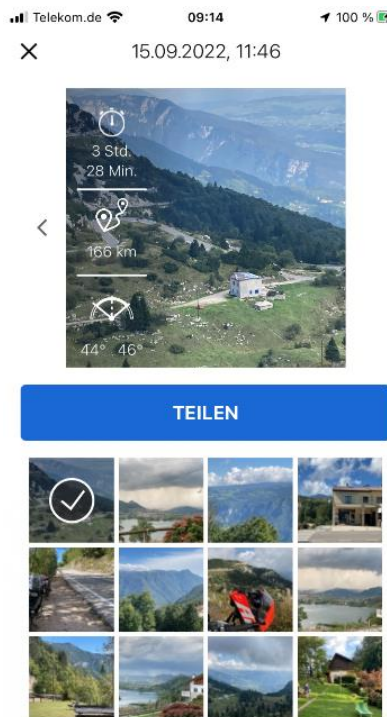 Telekom.de 09:14 100 %
15.09.2022, 11:46
3 Std.
28 Min.
166 km
44° 46°
TEILEN